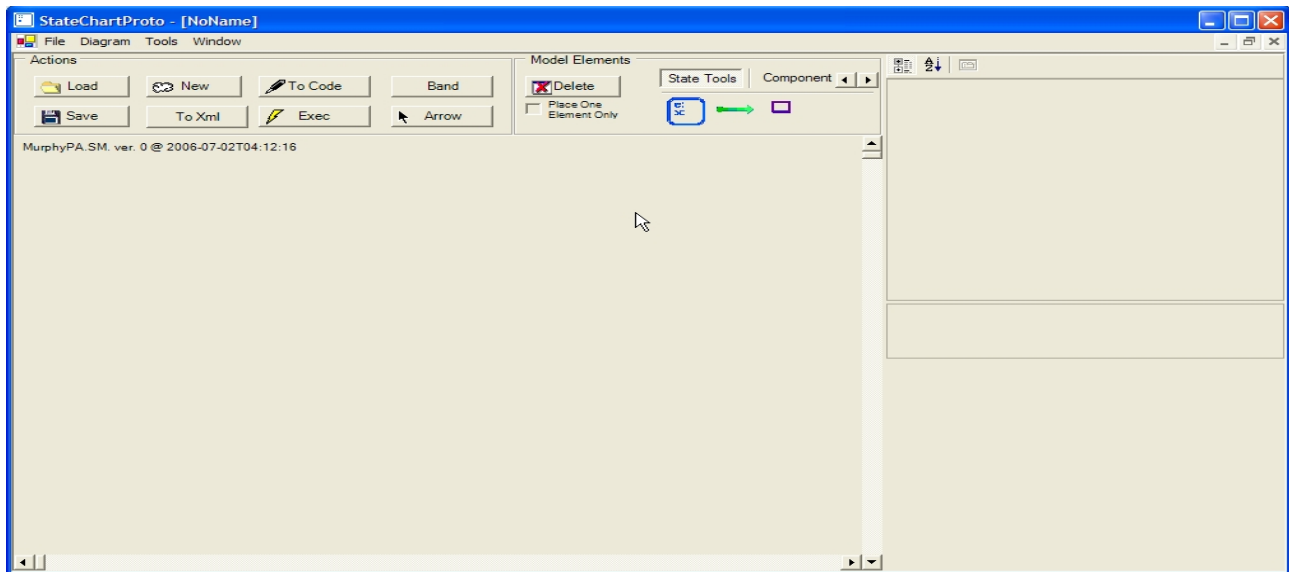 StateChartProto - [NoName]
File Diagram Tools Window
Actions
Load New To Code Band
Save To Xml Exec Arrow
Model Elements
Delete
Place One
Element Only
State Tools Component
e:
sc
A
Z
MurphyPA.SM. ver. 0 @ 2006-07-02T04:12:16